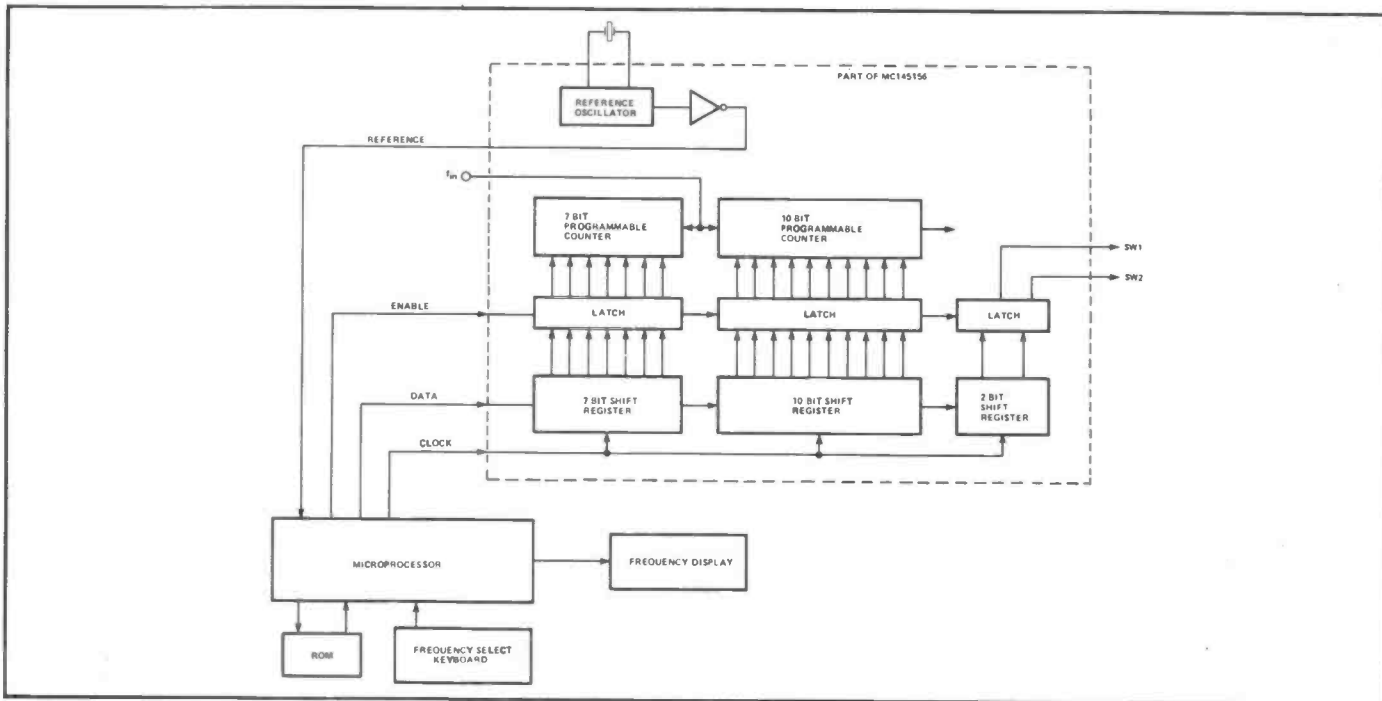 PART OF MC145156
REFERENCE
OSCILLATOR
REFERENCE
fin
7 BIT
PROGRAMMABLE
COUNTER
10 BIT
PROGRAMMABLE
COUNTER
SW1
SW2
ENABLE
LATCH
LATCH
LATCH
DATA
7 BIT SHIFT
REGISTER
10 BIT SHIFT
REGISTER
2 BIT
SHIFT
REGISTER
CLOCK
MICROPROCESSOR
FREQUENCY DISPLAY
ROM
FREQUENCY SELECT
KEYBOARD